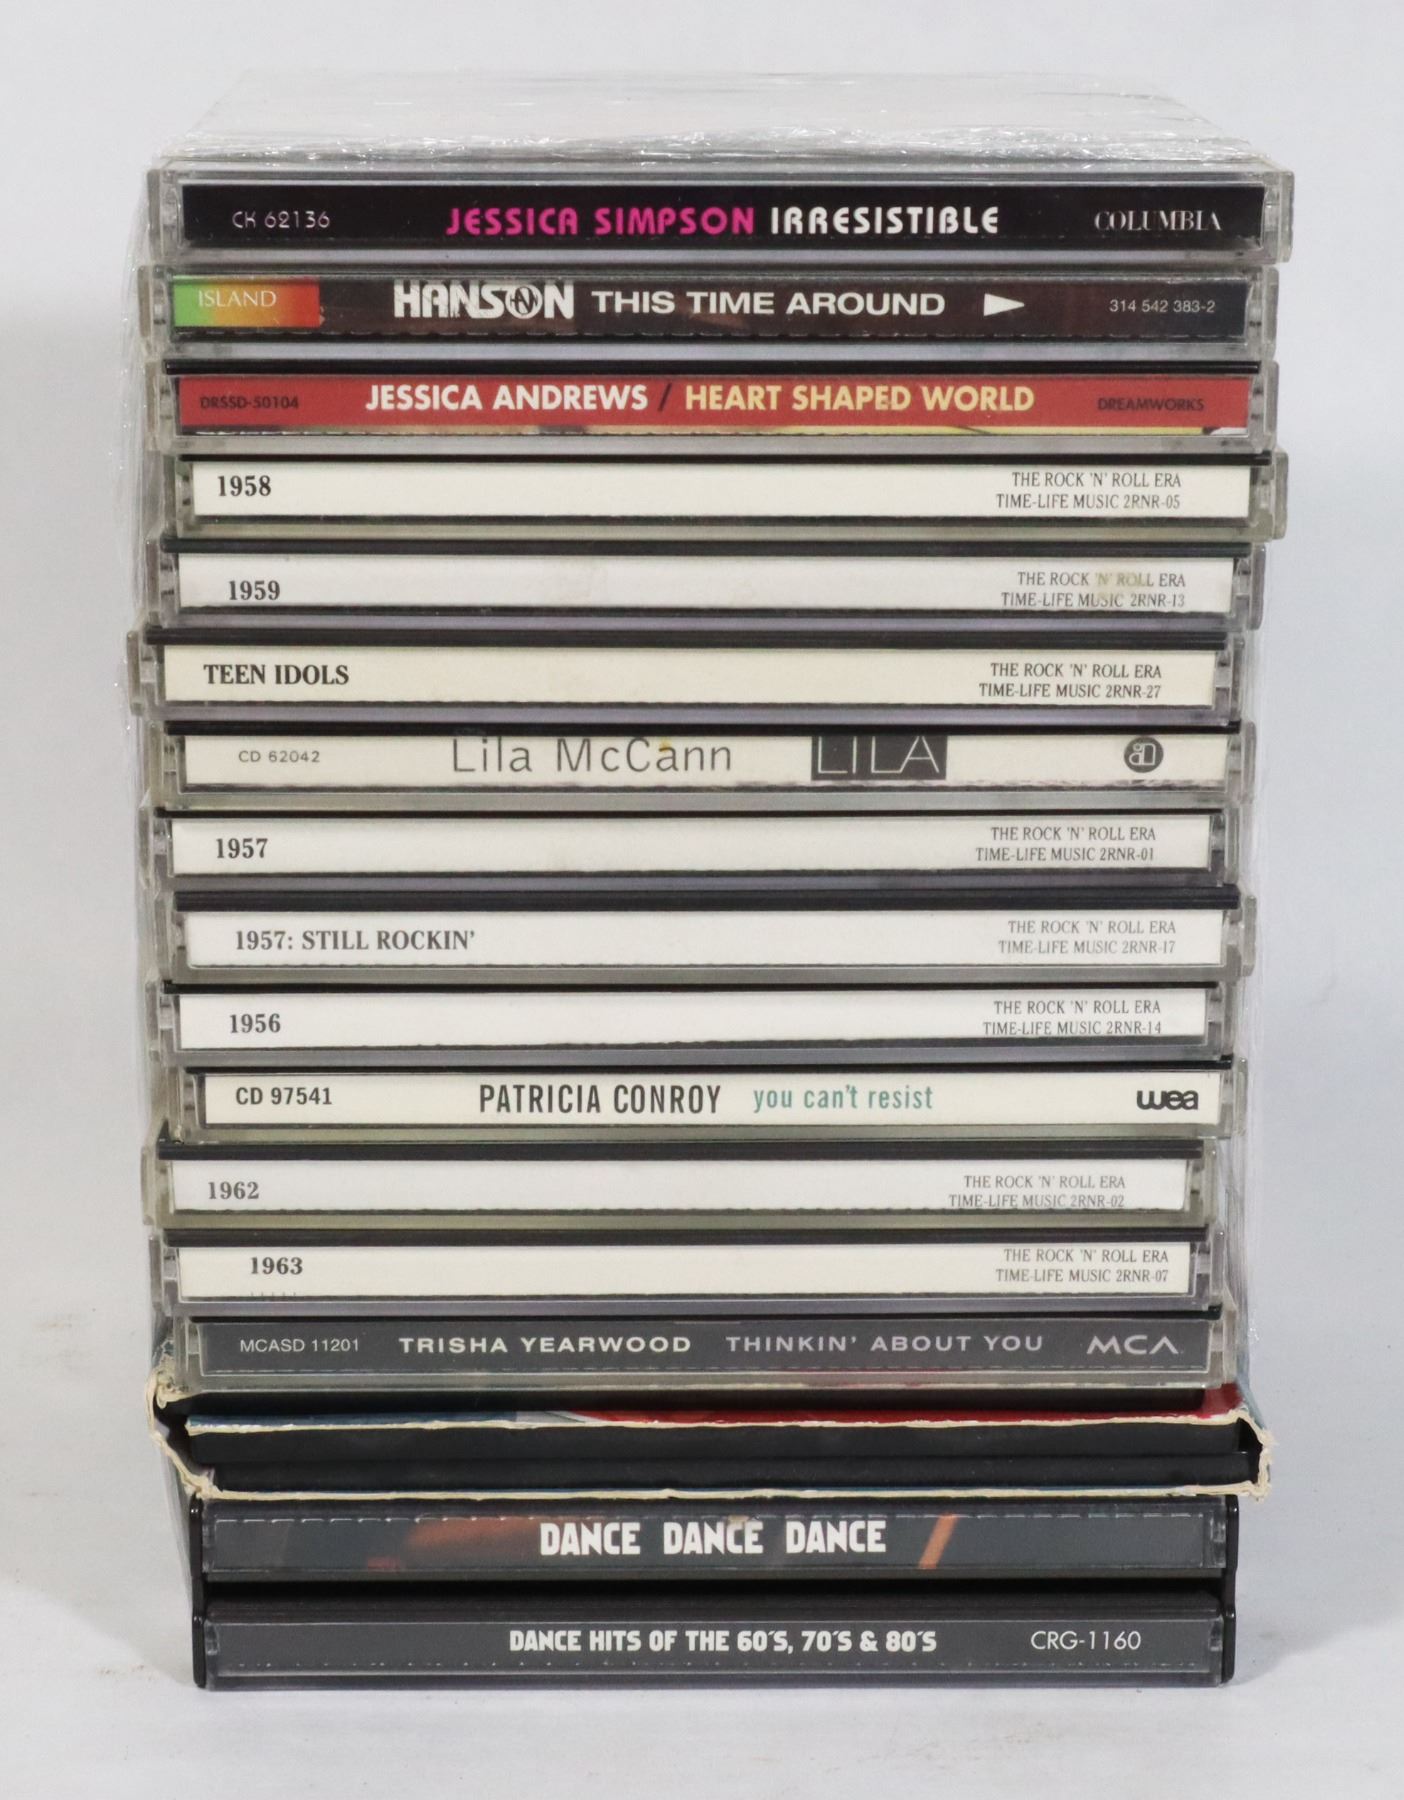 CK 62136 JESSICA SIMPSON IRRESISTIBLE COLUMBIA
ISLAND HANSON THIS TIME AROUND 314 542 383-2
DRSSD-50104 JESSICA ANDREWS / HEART SHAPED WORLD DREAMWORKS
1958 THE ROCK 'N' ROLL ERA
TIME-LIFE MUSIC 2RNR-05
1959 THE ROCK 'N' ROLL ERA
TIME-LIFE MUSIC 2RNR-13
TEEN IDOLS THE ROCK 'N' ROLL ERA
TIME-LIFE MUSIC 2RNR-27
CD 62042 Lila McCann LILA
1957 THE ROCK 'N' ROLL ERA
TIME-LIFE MUSIC 2RNR-01
1957: STILL ROCKIN' THE ROCK 'N' ROLL ERA
TIME-LIFE MUSIC 2RNR-17
1956 THE ROCK 'N' ROLL ERA
TIME-LIFE MUSIC 2RNR-14
CD 97541 PATRICIA CONROY you can't resist wea
1962 THE ROCK 'N' ROLL ERA
TIME-LIFE MUSIC 2RNR-02
1963 THE ROCK 'N' ROLL ERA
TIME-LIFE MUSIC 2RNR-07
MCASD 11201 TRISHA YEARWOOD THINKIN' ABOUT YOU MCA
DANCE DANCE DANCE
DANCE HITS OF THE 60'S, 70'S & 80'S CRG-1160